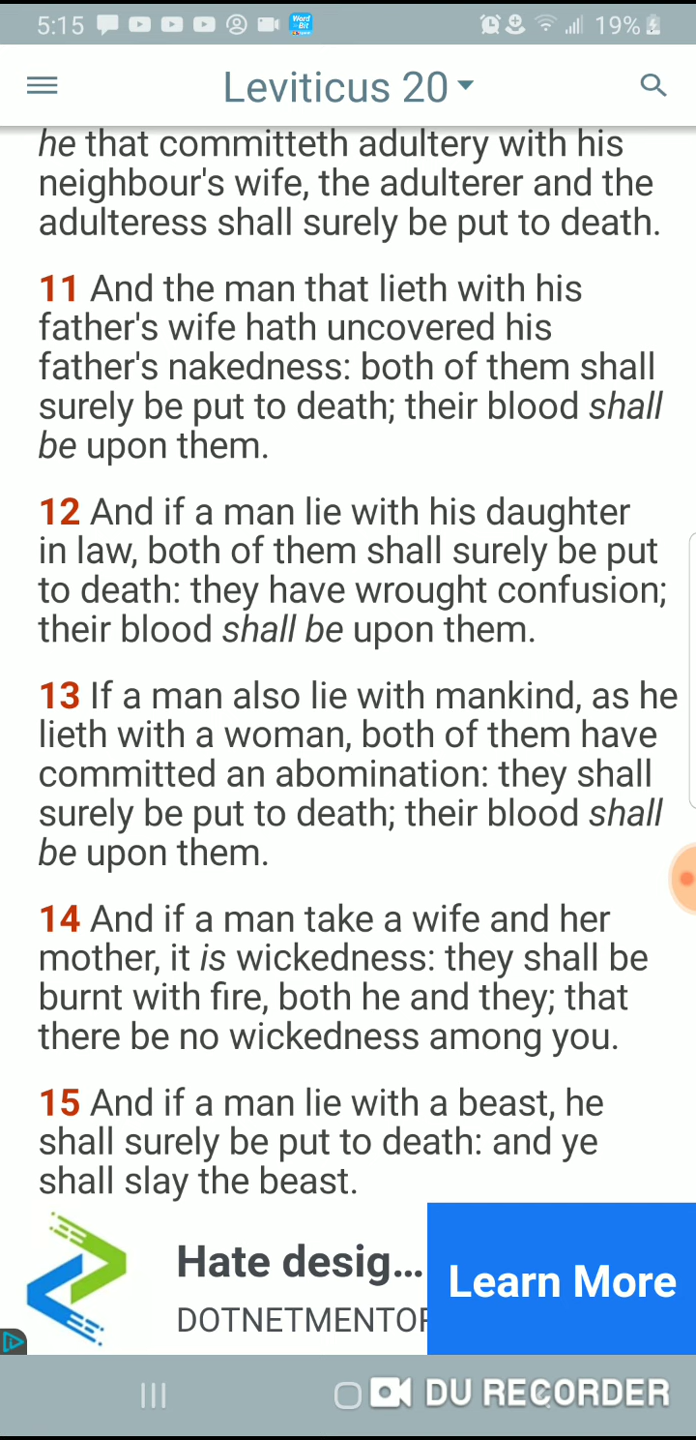 5:15
Word
Bit
19%
Leviticus 20
he that committeth adultery with his
neighbour's wife, the adulterer and the
adulteress shall surely be put to death.
11 And the man that lieth with his
father's wife hath uncovered his
father's nakedness: both of them shall
surely be put to death; their blood shall
be upon them.
12 And if a man lie with his daughter
in law, both of them shall surely be put
to death: they have wrought confusion;
their blood shall be upon them.
13 If a man also lie with mankind, as he
lieth with a woman, both of them have
committed an abomination: they shall
surely be put to death; their blood shall
be upon them.
14 And if a man take a wife and her
mother, it is wickedness: they shall be
burnt with fire, both he and they; that
there be no wickedness among you.
15 And if a man lie with a beast, he
shall surely be put to death: and ye
shall slay the beast.
Hate desig...
Learn More
DOTNETMENTOR
DU RECORDER